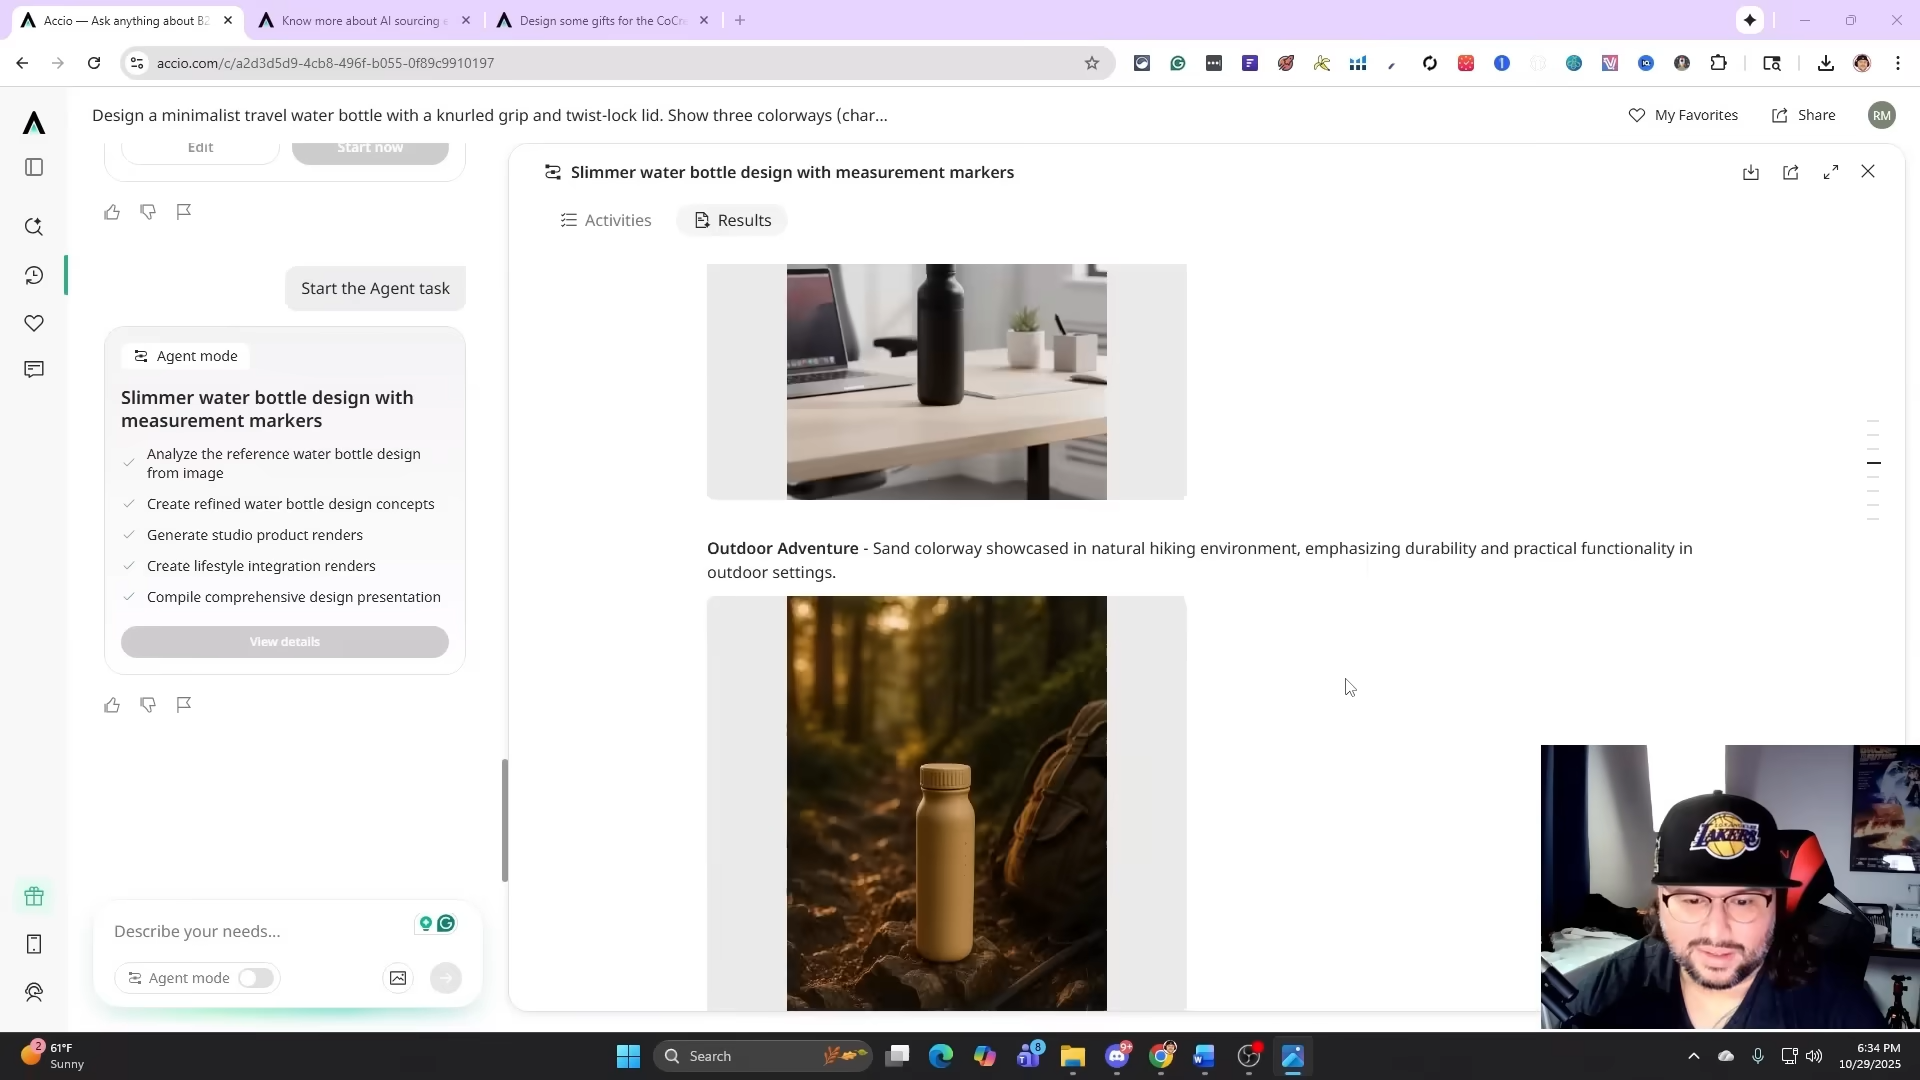 Accio — Ask anything about B2
Know more about AI sourcing
Design some gifts for the CoCr
accio.com/c/a2d3d5d9-4cb8-496f-b055-0f89c9910197
Design a minimalist travel water bottle with a knurled grip and twist-lock lid. Show three colorways (char...
My Favorites
Share
RM
Edit
Start now
Start the Agent task
Agent mode
Slimmer water bottle design with
measurement markers
Analyze the reference water bottle design
from image
Create refined water bottle design concepts
Generate studio product renders
Create lifestyle integration renders
Compile comprehensive design presentation
View details
Describe your needs...
Agent mode
Slimmer water bottle design with measurement markers
Activities
Results
Outdoor Adventure - Sand colorway showcased in natural hiking environment, emphasizing durability and practical functionality in
outdoor settings.
LAKERS
2
61°F
Sunny
Search
8
9+
6:34 PM
10/29/2025